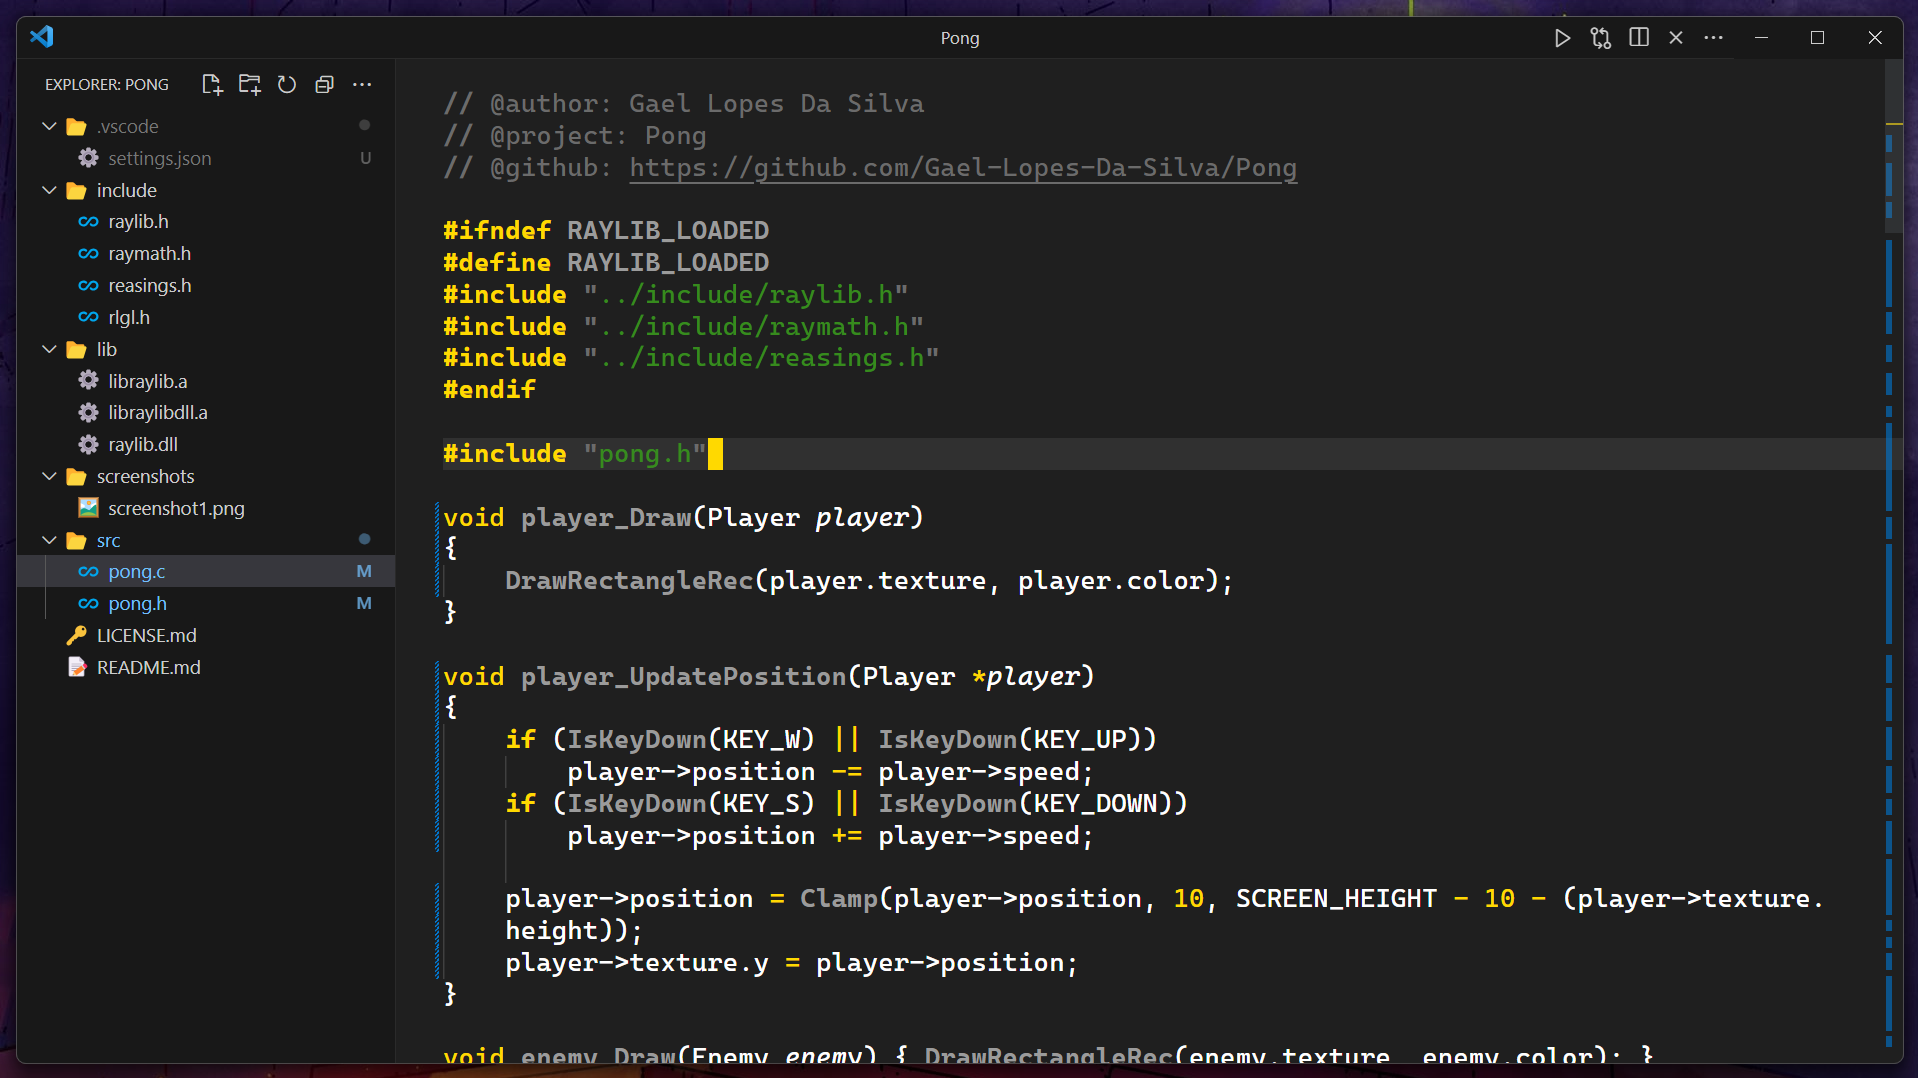 Pong
EXPLORER: PONG
.vscode
settings.json U
include
raylib.h
raymath.h
reasings.h
rlgl.h
lib
libraylib.a
libraylibdll.a
raylib.dll
screenshots
screenshot1.png
src
pong.c M
pong.h M
LICENSE.md
README.md
// @author: Gael Lopes Da Silva
// @project: Pong
// @github: https://github.com/Gael-Lopes-Da-Silva/Pong
#ifndef RAYLIB_LOADED
#define RAYLIB_LOADED
#include "../include/raylib.h"
#include "../include/raymath.h"
#include "../include/reasings.h"
#endif
#include "pong.h"
void player_Draw(Player player)
{
DrawRectangleRec(player.texture, player.color);
}
void player_UpdatePosition(Player *player)
{
if (IsKeyDown(KEY_W) || IsKeyDown(KEY_UP))
player->position -= player->speed;
if (IsKeyDown(KEY_S) || IsKeyDown(KEY_DOWN))
player->position += player->speed;
player->position = Clamp(player->position, 10, SCREEN_HEIGHT - 10 - (player->texture.
height));
player->texture.y = player->position;
}
void enemy_Draw(Enemy enemy) { DrawRectangleRec(enemy.texture, enemy.color); }